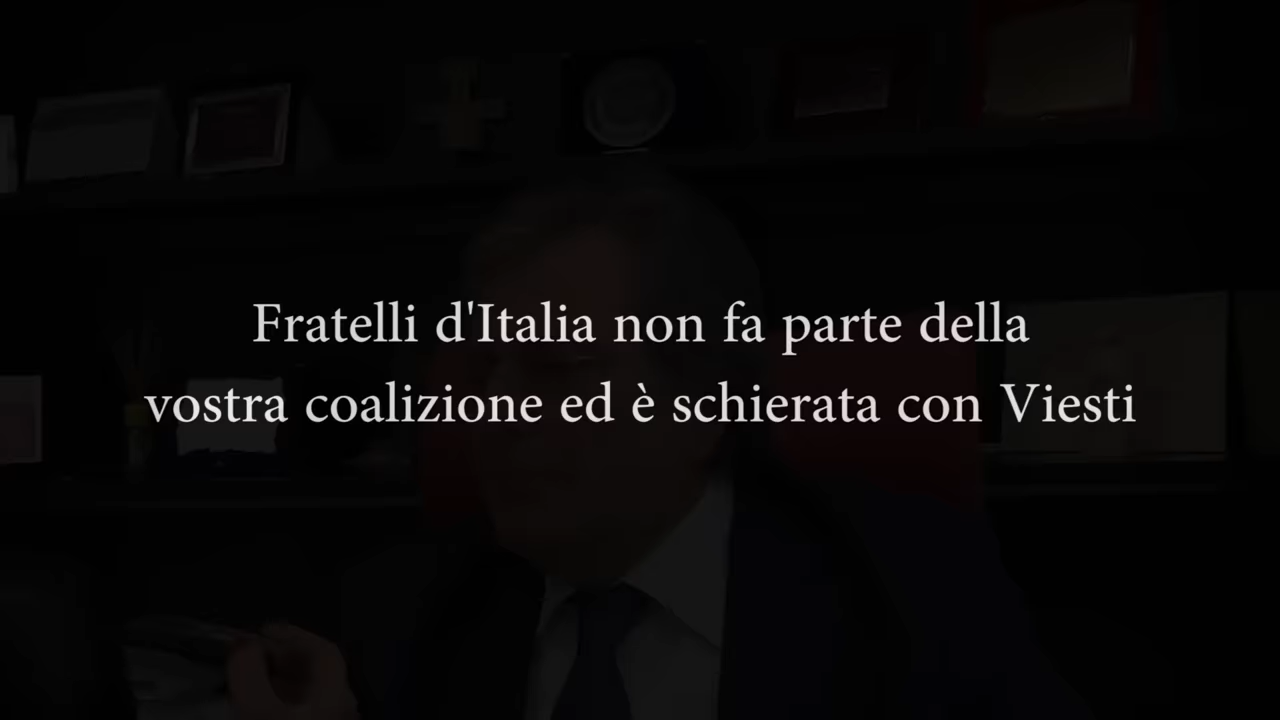 Fratelli d'Italia non fa parte della
vostra coalizione ed è schierata con Viesti